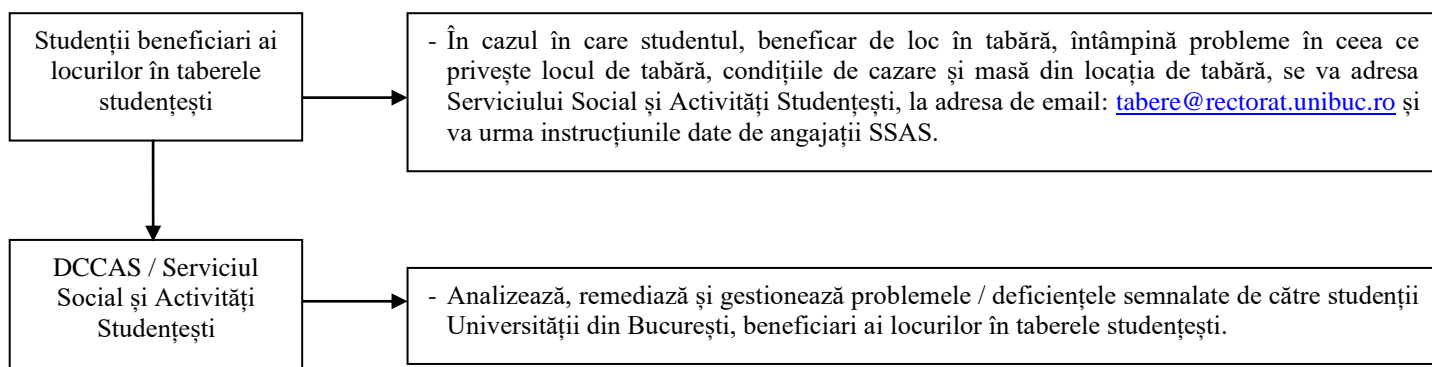 Studenții beneficiari ai
locurilor în taberele
studențești
- În cazul în care studentul, beneficar de loc în tabără, întâmpină probleme în ceea ce
privește locul de tabără, condițiile de cazare și masă din locația de tabără, se va adresa
Serviciului Social și Activități Studențești, la adresa de email: tabere@rectorat.unibuc.ro și
va urma instrucțiunile date de angajații SSAS.
DCCAS / Serviciul
Social și Activități
Studențești
- Analizează, remediază și gestionează problemele / deficiențele semnalate de către studenții
Universității din București, beneficiari ai locurilor în taberele studențești.